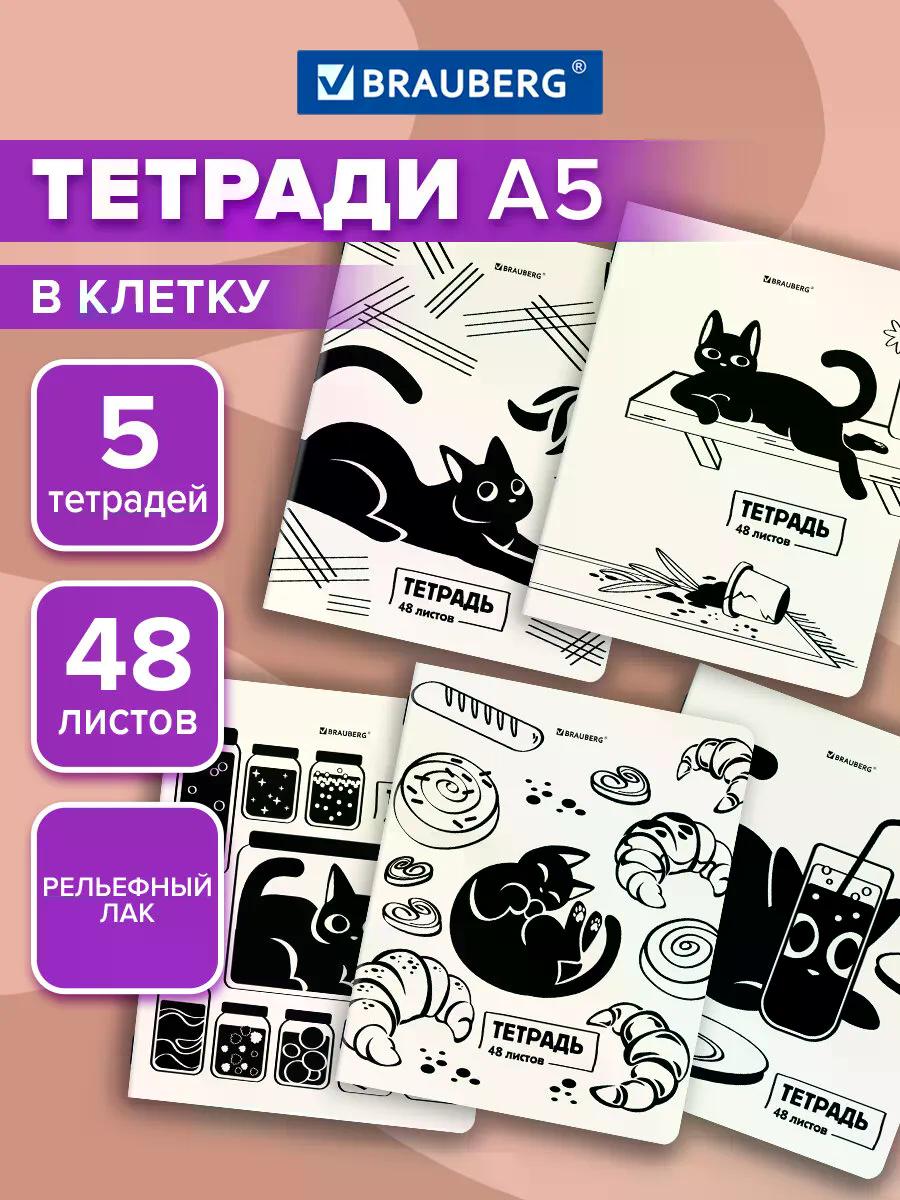 BRAUBERG®
ТЕТРАДИ А5
В КЛЕТКУ
5
тетрадей
48
листов
РЕЛЬЕФНЫЙ
ЛАК
BRAUBERG®
ТЕТРАДЬ
48 листов
BRAUBERG®
ТЕТРАДЬ
48 листов
BRAUBERG®
BRAUBERG®
ТЕТРАДЬ
48 листов
BRAUBERG®
ТЕТРАДЬ
48 листов